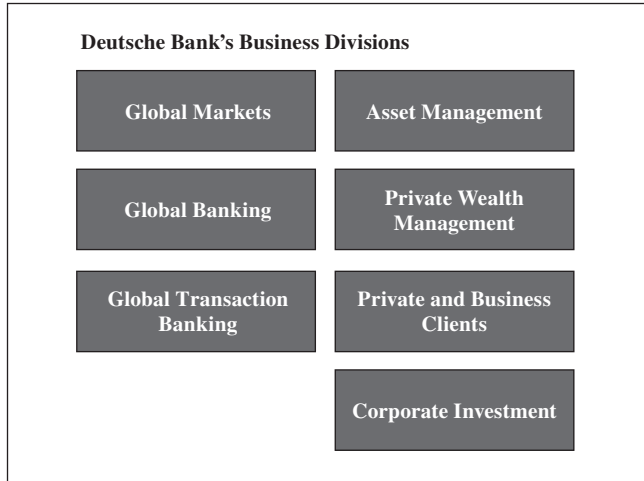 Deutsche Bank's Business Divisions
Global Markets
Asset Management
Global Banking
Private Wealth
Management
Global Transaction
Banking
Private and Business
Clients
Corporate Investment